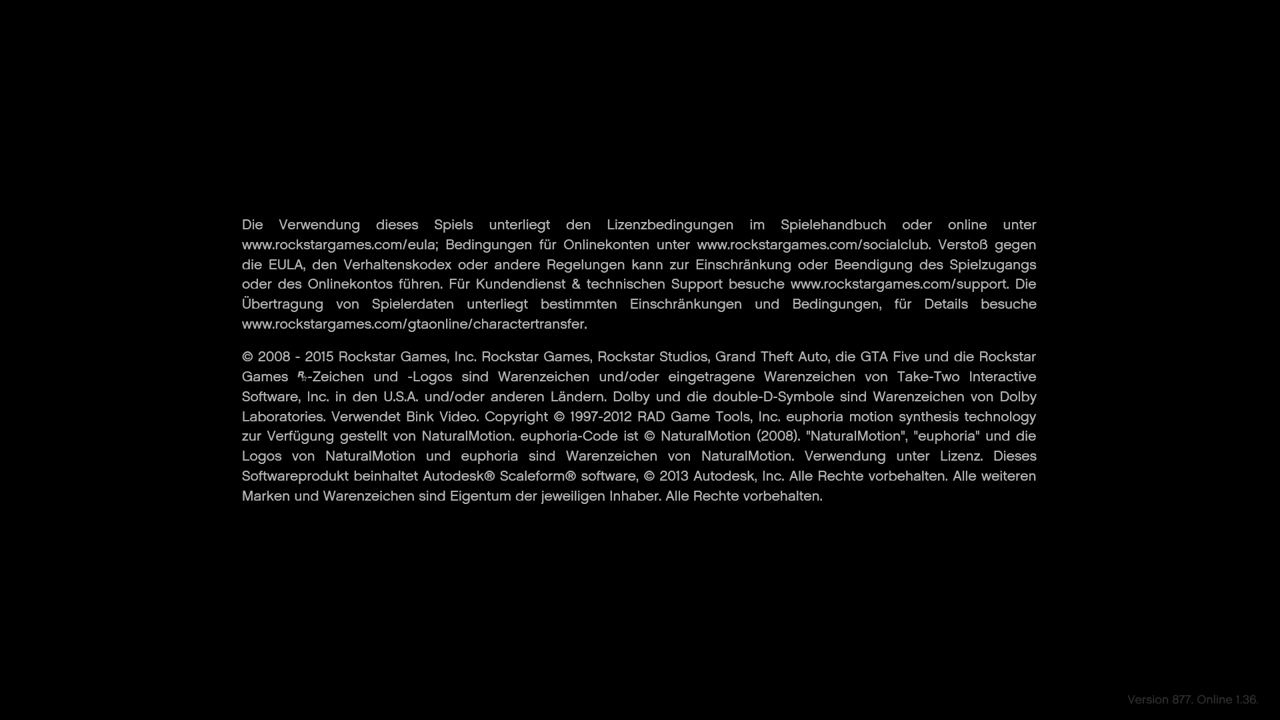 Die Verwendung dieses Spiels unterliegt den Lizenzbedingungen im Spielehandbuch oder online unter
www.rockstargames.com/eula; Bedingungen für Onlinekonten unter www.rockstargames.com/socialclub. Verstoß gegen
die EULA, den Verhaltenskodex oder andere Regelungen kann zur Einschränkung oder Beendigung des Spielzugangs
oder des Onlinekontos führen. Für Kundendienst & technischen Support besuche www.rockstargames.com/support. Die
Übertragung von Spielerdaten unterliegt bestimmten Einschränkungen und Bedingungen, für Details besuche
www.rockstargames.com/gtaonline/charactertransfer.
© 2008 - 2015 Rockstar Games, Inc. Rockstar Games, Rockstar Studios, Grand Theft Auto, die GTA Five und die Rockstar
Games R*-Zeichen und -Logos sind Warenzeichen und/oder eingetragene Warenzeichen von Take-Two Interactive
Software, Inc. in den U.S.A. und/oder anderen Ländern. Dolby und die double-D-Symbole sind Warenzeichen von Dolby
Laboratories. Verwendet Bink Video. Copyright © 1997-2012 RAD Game Tools, Inc. euphoria motion synthesis technology
zur Verfügung gestellt von NaturalMotion. euphoria-Code ist © NaturalMotion (2008). "NaturalMotion", "euphoria" und die
Logos von NaturalMotion und euphoria sind Warenzeichen von NaturalMotion. Verwendung unter Lizenz. Dieses
Softwareprodukt beinhaltet Autodesk® Scaleform® software, © 2013 Autodesk, Inc. Alle Rechte vorbehalten. Alle weiteren
Marken und Warenzeichen sind Eigentum der jeweiligen Inhaber. Alle Rechte vorbehalten.
Version 877. Online 1.36.